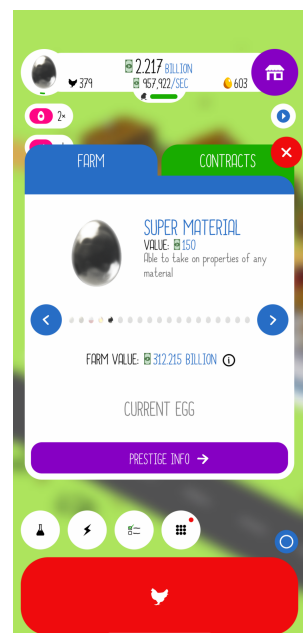 2.217 BILLION
379
957,922/SEC
603
2×
FARM
CONTRACTS
SUPER MATERIAL
VALUE: 150
Able to take on properties of any
material
FARM VALUE: 312.215 BILLION
CURRENT EGG
PRESTIGE INFO